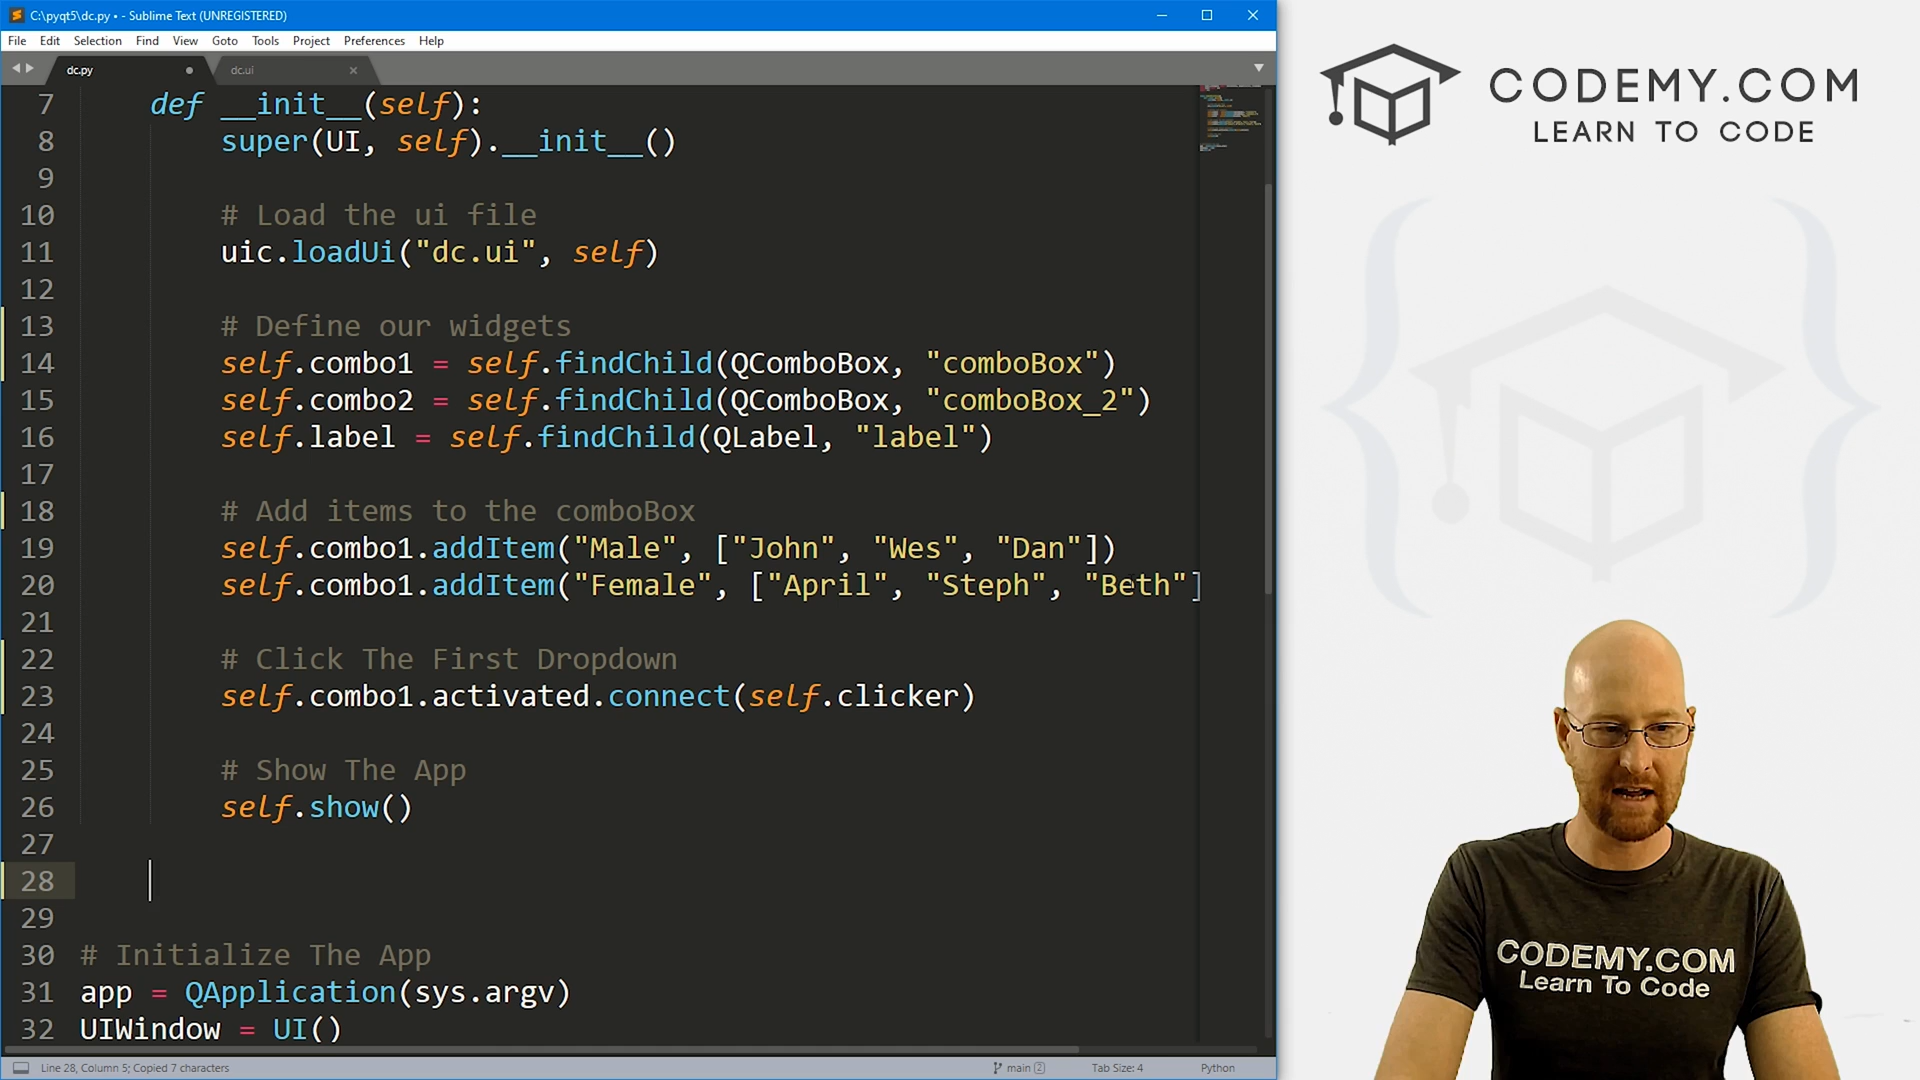 C:\pyqt5\dc.py • - Sublime Text (UNREGISTERED)
File Edit Selection Find View Goto Tools Project Preferences Help
dc.py dc.ui
7 def __init__(self):
8 super(UI, self).__init__()
9
10 # Load the ui file
11 uic.loadUi("dc.ui", self)
12
13 # Define our widgets
14 self.combo1 = self.findChild(QComboBox, "comboBox")
15 self.combo2 = self.findChild(QComboBox, "comboBox_2")
16 self.label = self.findChild(QLabel, "label")
17
18 # Add items to the comboBox
19 self.combo1.addItem("Male", ["John", "Wes", "Dan"])
20 self.combo1.addItem("Female", ["April", "Steph", "Beth"]
21
22 # Click The First Dropdown
23 self.combo1.activated.connect(self.clicker)
24
25 # Show The App
26 self.show()
27
28
29
30 # Initialize The App
31 app = QApplication(sys.argv)
32 UIWindow = UI()
Line 28, Column 5; Copied 7 characters main 2 Tab Size: 4 Python
CODEMY.COM
LEARN TO CODE
CODEMY.COM
Learn To Code